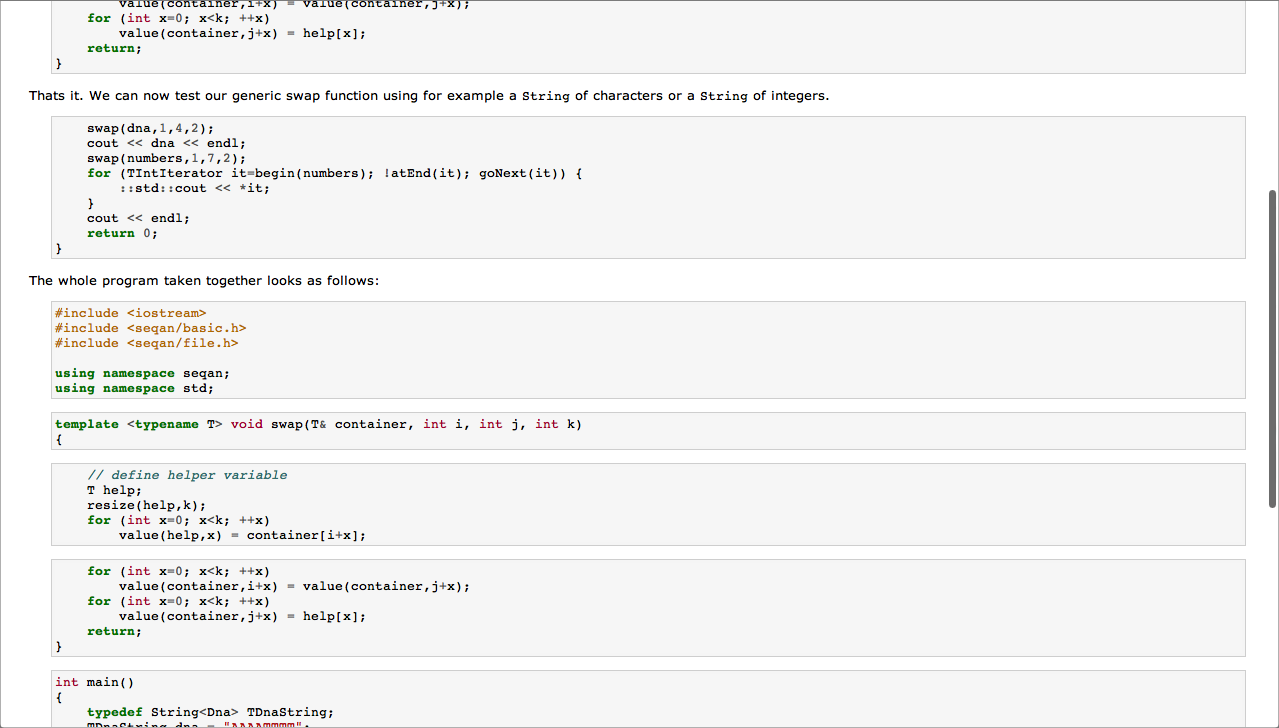 value(container,i+x) = value(container,j+x);
for (int x=0; x<k; ++x)
value(container,j+x) = help[x];
return;
}
Thats it. We can now test our generic swap function using for example a String of characters or a String of integers.
swap(dna,1,4,2);
cout << dna << endl;
swap(numbers,1,7,2);
for (TIntIterator it=begin(numbers); !atEnd(it); goNext(it)) {
::std::cout << *it;
}
cout << endl;
return 0;
}
The whole program taken together looks as follows:
#include <iostream>
#include <seqan/basic.h>
#include <seqan/file.h>
using namespace seqan;
using namespace std;
template <typename T> void swap(T& container, int i, int j, int k)
{
// define helper variable
T help;
resize(help,k);
for (int x=0; x<k; ++x)
value(help,x) = container[i+x];
for (int x=0; x<k; ++x)
value(container,i+x) = value(container,j+x);
for (int x=0; x<k; ++x)
value(container,j+x) = help[x];
return;
}
int main()
{
typedef String<Dna> TDnaString;
TDnaString dna = "AAAATTTT";